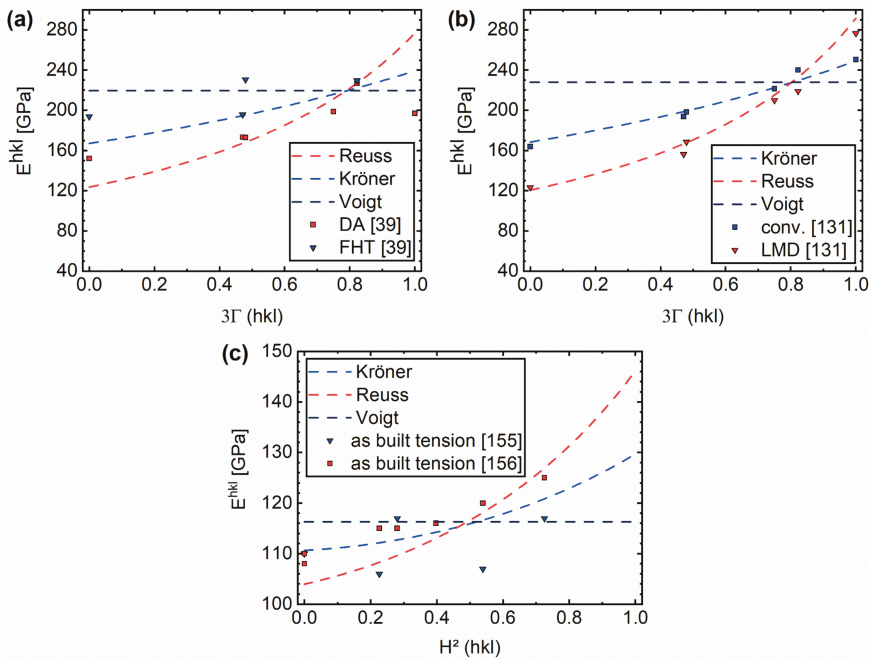 (a)
280
240
200
160
120
80
40
E^hkl [GPa]
Reuss
Kröner
Voigt
DA [39]
FHT [39]
0.0 0.2 0.4 0.6 0.8 1.0
3Γ (hkl)
(b)
280
240
200
160
120
80
40
E^hkl [GPa]
Kröner
Reuss
Voigt
conv. [131]
LMD [131]
0.0 0.2 0.4 0.6 0.8 1.0
3Γ (hkl)
(c)
150
140
130
120
110
100
E^hkl [GPa]
Kröner
Reuss
Voigt
as built tension [155]
as built tension [156]
0.0 0.2 0.4 0.6 0.8 1.0
H² (hkl)